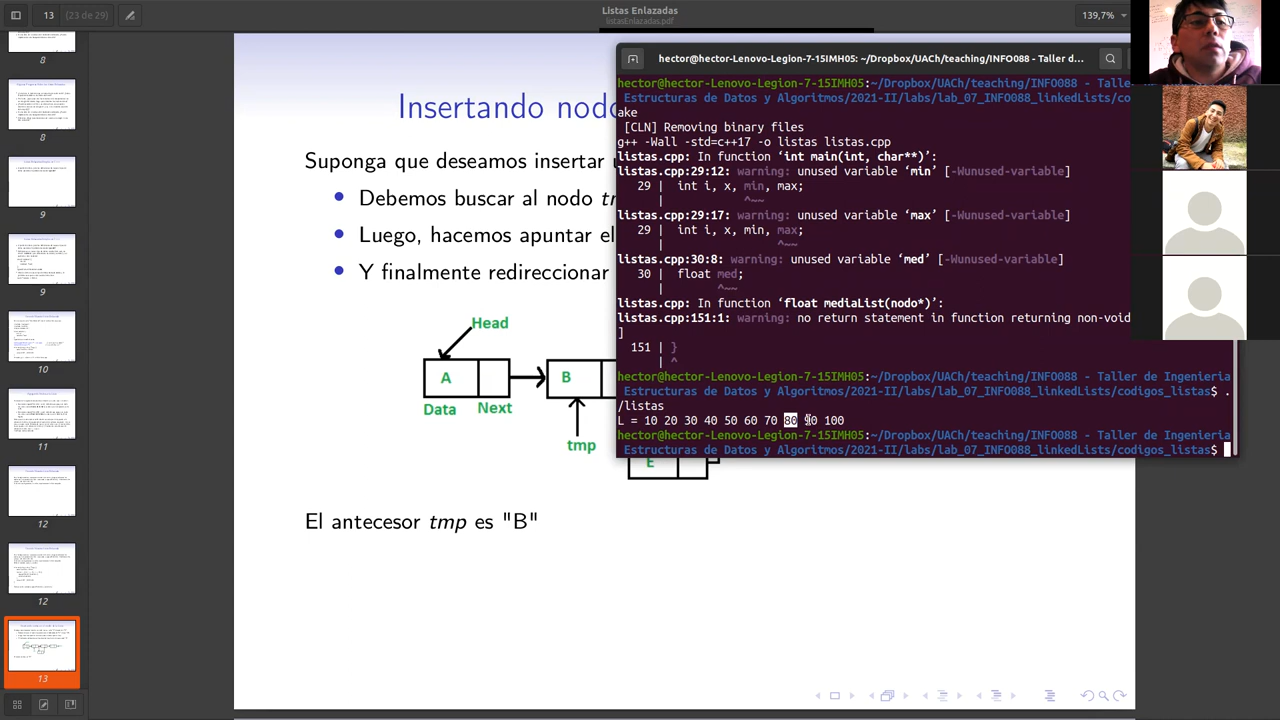 13
(23 de 29)
Listas Enlazadas
listasEnlazadas.pdf
139,7%
8
8
9
9
10
11
12
12
13
Insertando nodo
Suponga que deseamos insertar
Debemos buscar al nodo
Luego, hacemos apuntar el
Y finalmente redireccionar
Head
A
B
Data
Next
tmp
E
El antecesor tmp es "B"
hector@hector-Lenovo-Legion-7-15IMH05: ~/Dropbox/UACh/teaching/INFO088 - Taller d...
hector@hector-Lenovo-Legion-7-15IMH05:~/Dropbox/UACh/teaching/INFO088 - Taller
Estructuras de Datos y Algoritmos/2021-II/labs/lab_07_INFO088_linkedLists/co
ake
[CLN] Removing binary files
g++ -Wall -std=c++17 -o listas listas.cpp
listas.cpp: In function ‘int main(int, char**)’:
listas.cpp:29:12: warning: unused variable ‘min’ [-Wunused-variable]
29 | int i, x, min, max;
| ^~~
listas.cpp:29:17: warning: unused variable ‘max’ [-Wunused-variable]
29 | int i, x, min, max;
| ^~~
listas.cpp:30:8: warning: unused variable ‘med’ [-Wunused-variable]
30 | float med;
| ^~~
listas.cpp: In function ‘float mediaList(nodo*)’:
listas.cpp:151:1: warning: no return statement in function returning non-void
]
151 | }
| ^
hector@hector-Lenovo-Legion-7-15IMH05:~/Dropbox/UACh/teaching/INFO088 - Taller de Ingenieria
Estructuras de Datos y Algoritmos/2021-II/labs/lab_07_INFO088_linkedLists/codigos_listas$ .
/listas
L = 10 20 30 40 50 60 70 80 90 100
hector@hector-Lenovo-Legion-7-15IMH05:~/Dropbox/UACh/teaching/INFO088 - Taller de Ingenieria
Estructuras de Datos y Algoritmos/2021-II/labs/lab_07_INFO088_linkedLists/codigos_listas$